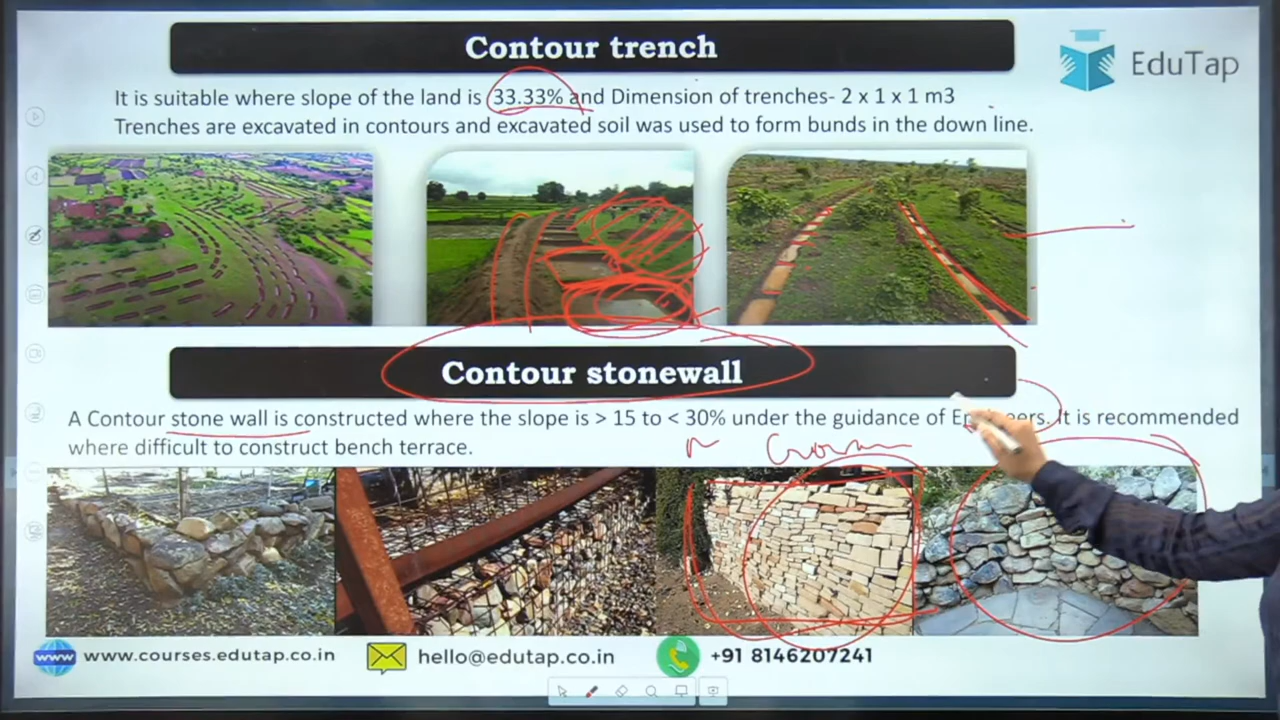 Contour trench
EduTap
It is suitable where slope of the land is 33.33% and Dimension of trenches- 2 x 1 x 1 m3
Trenches are excavated in contours and excavated soil was used to form bunds in the down line.
Contour stonewall
A Contour stone wall is constructed where the slope is > 15 to < 30% under the guidance of Engineers. It is recommended
where difficult to construct bench terrace.
www www.courses.edutap.co.in hello@edutap.co.in +91 8146207241